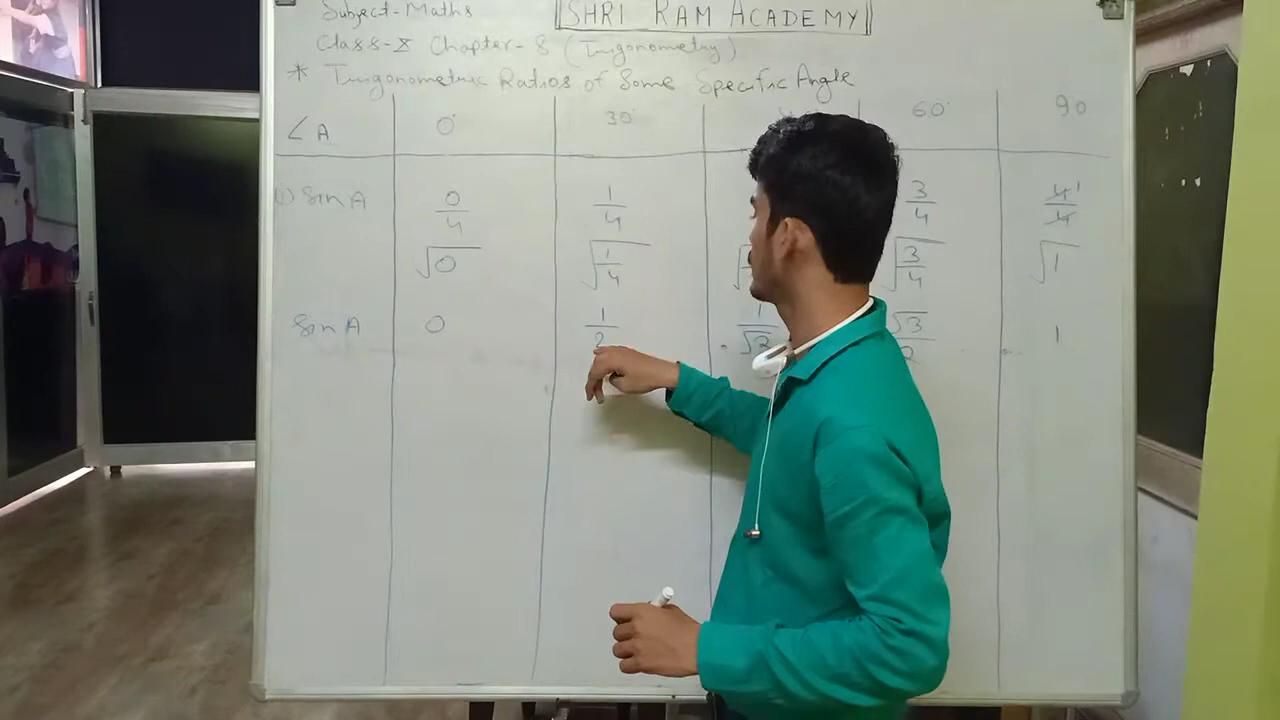 Subject-Maths
SHRI RAM ACADEMY
Class-X Chapter-8 (Trigonometry)
* Trigonometric Ratios of Some Specific Angle
∠A 0° 30° 60° 90
(i) Sin A 0/4 1/4 3/4 4/4 1
√0 √1/4 √3/4 √1
Sin A 0 1/2 1/√2 √3/2 1